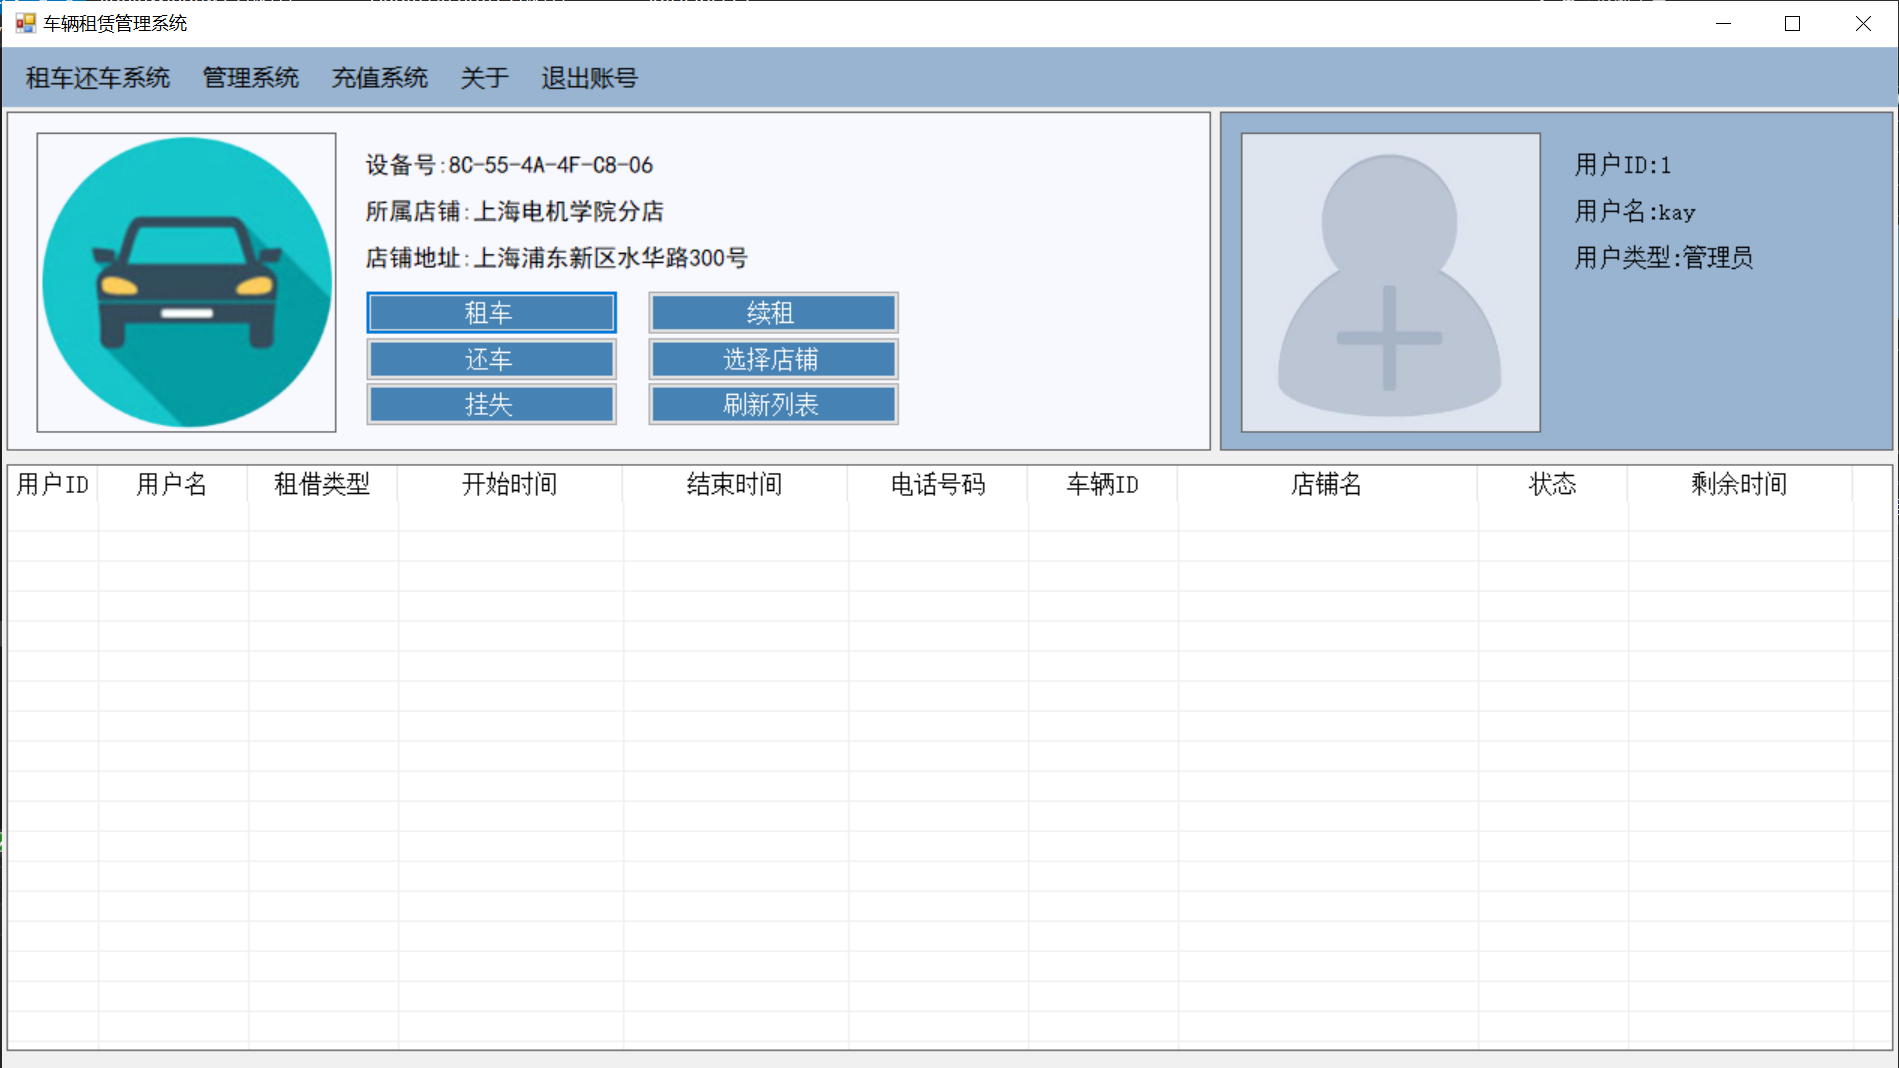 车辆租赁管理系统
租车还车系统 管理系统 充值系统 关于 退出账号
设备号:8C-55-4A-4F-C8-06
所属店铺:上海电机学院分店
店铺地址:上海浦东新区水华路300号
租车 续租
还车 选择店铺
挂失 刷新列表
用户ID:1
用户名:kay
用户类型:管理员
用户ID 用户名 租借类型 开始时间 结束时间 电话号码 车辆ID 店铺名 状态 剩余时间